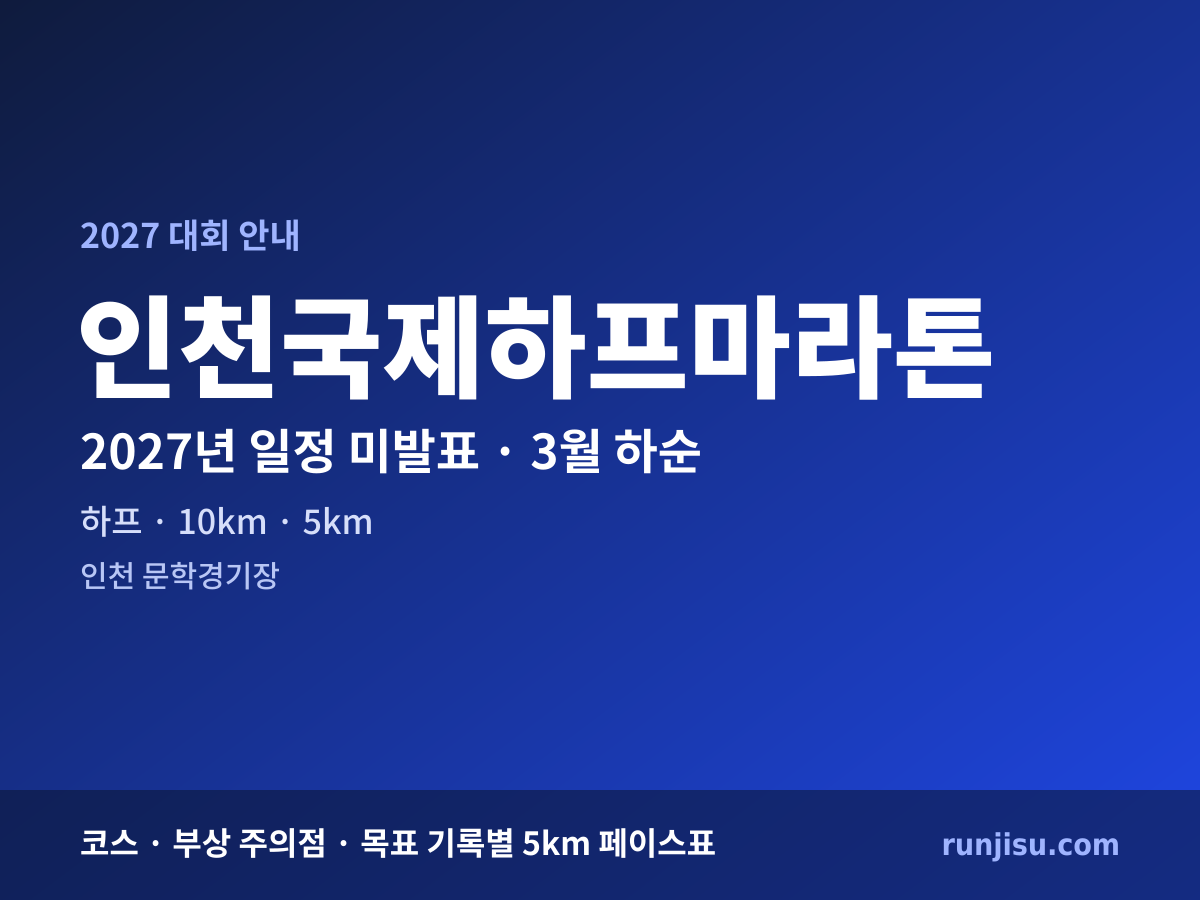 2027 대회 안내
인천국제하프마라톤
2027년 일정 미발표 · 3월 하순
하프 · 10km · 5km
인천 문학경기장
코스 · 부상 주의점 · 목표 기록별 5km 페이스표
runjisu.com